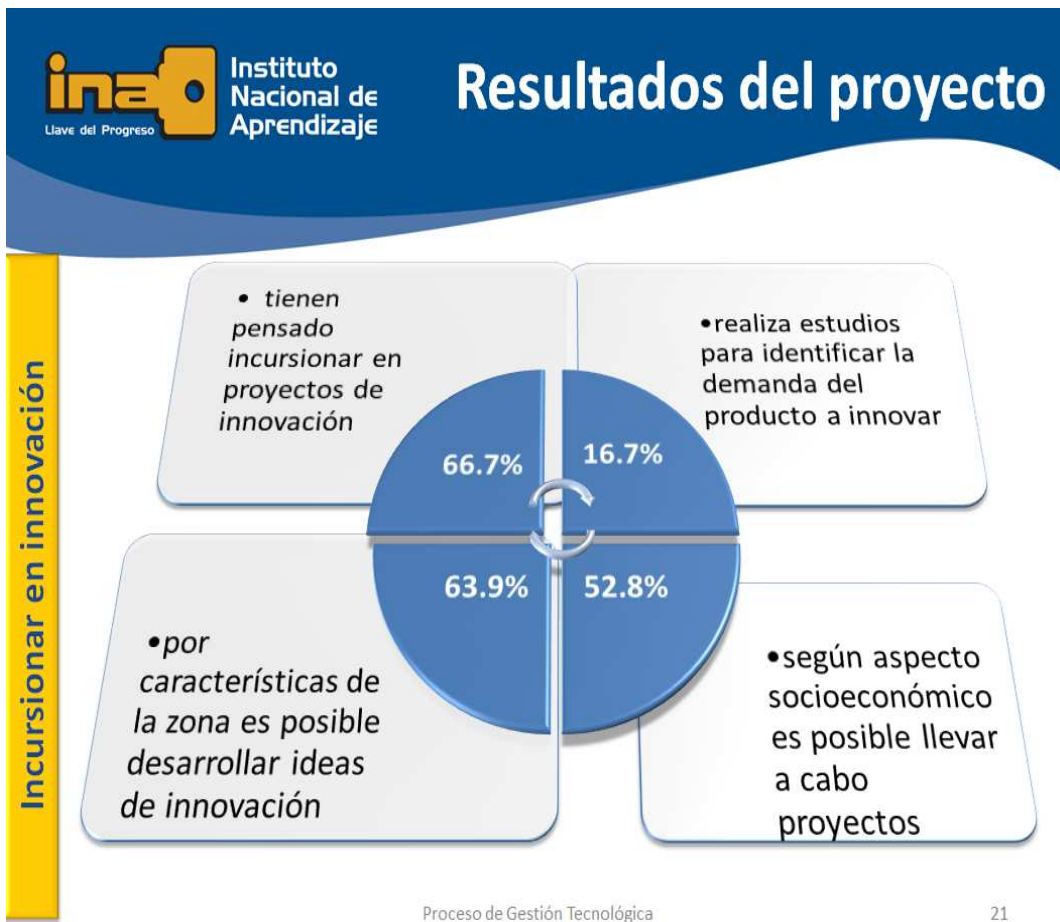 ina
Llave del Progreso
Instituto
Nacional de
Aprendizaje
Resultados del proyecto
Incursionar en innovación
• tienen
pensado
incursionar en
proyectos de
innovación
•realiza estudios
para identificar la
demanda del
producto a innovar
66.7%
16.7%
63.9%
52.8%
•por
características de
la zona es posible
desarrollar ideas
de innovación
•según aspecto
socioeconómico
es posible llevar
a cabo
proyectos
Proceso de Gestión Tecnológica
21